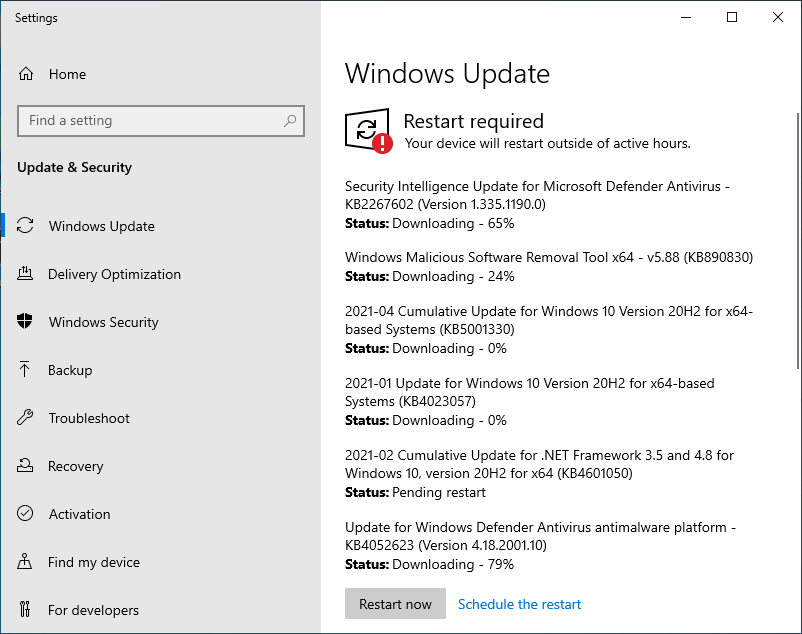 Settings
Home
Find a setting
Update & Security
Windows Update
Delivery Optimization
Windows Security
Backup
Troubleshoot
Recovery
Activation
Find my device
For developers
Windows Update
Restart required
Your device will restart outside of active hours.
Security Intelligence Update for Microsoft Defender Antivirus -
KB2267602 (Version 1.335.1190.0)
Status: Downloading - 65%
Windows Malicious Software Removal Tool x64 - v5.88 (KB890830)
Status: Downloading - 24%
2021-04 Cumulative Update for Windows 10 Version 20H2 for x64-
based Systems (KB5001330)
Status: Downloading - 0%
2021-01 Update for Windows 10 Version 20H2 for x64-based
Systems (KB4023057)
Status: Downloading - 0%
2021-02 Cumulative Update for .NET Framework 3.5 and 4.8 for
Windows 10, version 20H2 for x64 (KB4601050)
Status: Pending restart
Update for Windows Defender Antivirus antimalware platform -
KB4052623 (Version 4.18.2001.10)
Status: Downloading - 79%
Restart now
Schedule the restart